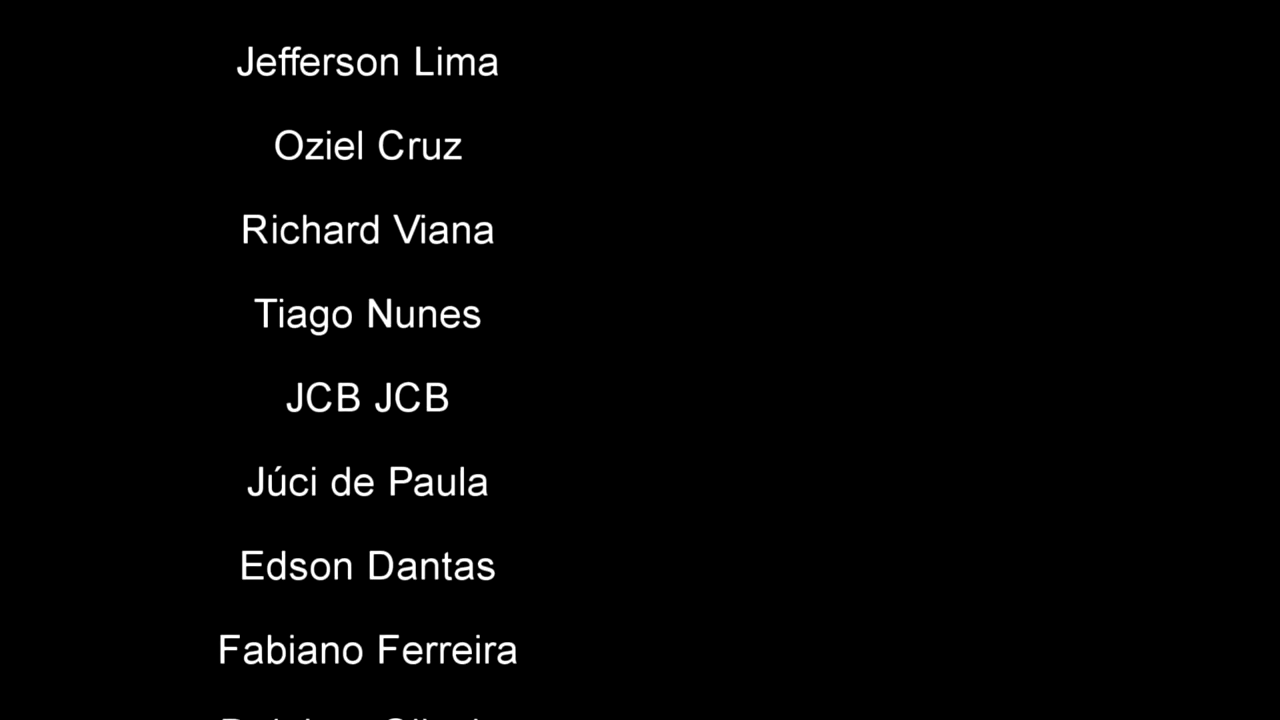 Jefferson Lima
Oziel Cruz
Richard Viana
Tiago Nunes
JCB JCB
Júci de Paula
Edson Dantas
Fabiano Ferreira